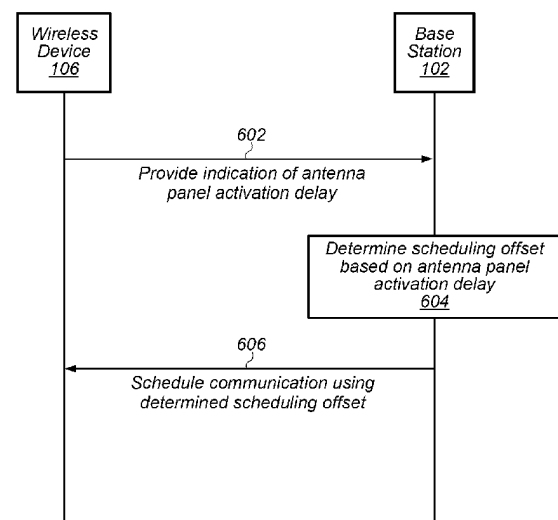 Wireless
Device
106
Base
Station
102
602
Provide indication of antenna
panel activation delay
Determine scheduling offset
based on antenna panel
activation delay
604
606
Schedule communication using
determined scheduling offset